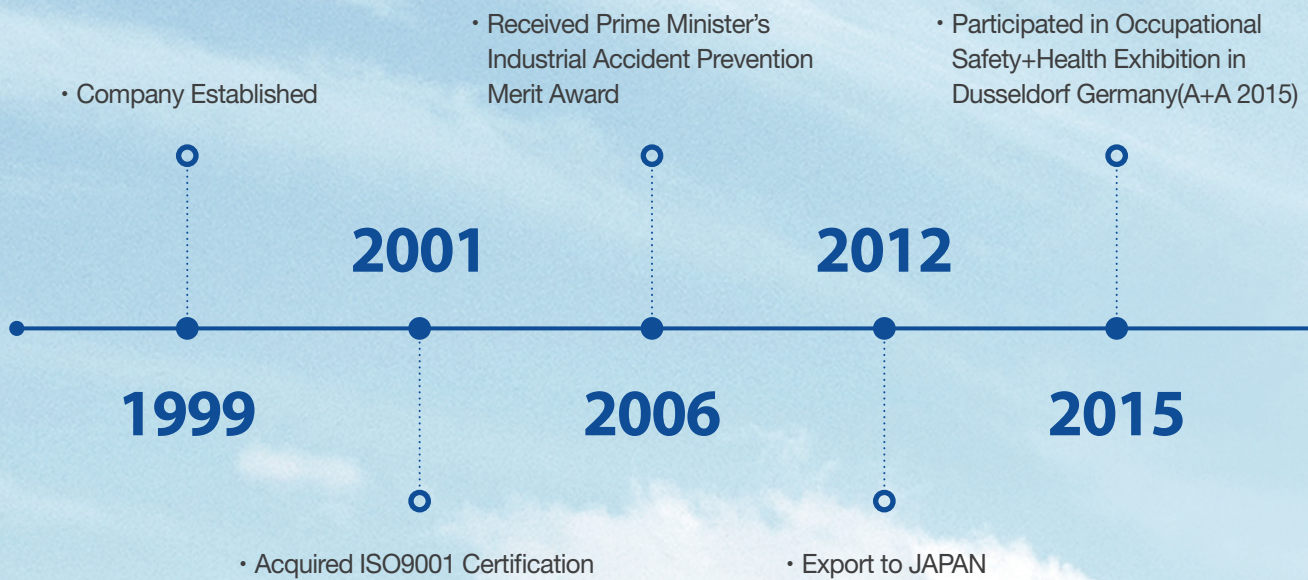 · Company Established
1999
2001
· Acquired ISO9001 Certification
· Received Prime Minister’s
Industrial Accident Prevention
Merit Award
2006
2012
· Export to JAPAN
· Participated in Occupational
Safety+Health Exhibition in
Dusseldorf Germany(A+A 2015)
2015